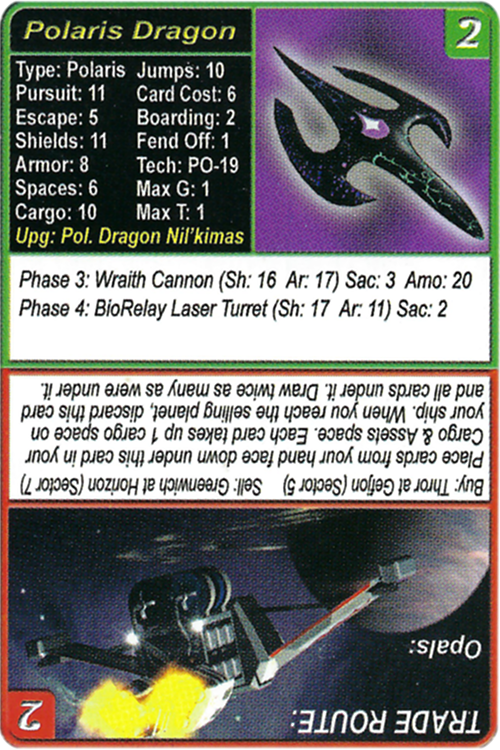 Polaris Dragon
2
Type: Polaris Jumps: 10
Pursuit: 11 Card Cost: 6
Escape: 5 Boarding: 2
Shields: 11 Fend Off: 1
Armor: 8 Tech: PO-19
Spaces: 6 Max G: 1
Cargo: 10 Max T: 1
Upg: Pol. Dragon Nil'kimas
Phase 3: Wraith Cannon (Sh: 16 Ar: 17) Sac: 3 Amo: 20
Phase 4: BioRelay Laser Turret (Sh: 17 Ar: 11) Sac: 2
TRADE ROUTE:
2
Opals:
Buy: Thror at Gefjon (Sector 5) Sell: Greenwich at Horizon (Sector 7)
Place cards from your hand face down under this card in your
Cargo & Assets space. Each card takes up 1 cargo space on
your ship. When you reach the selling planet, discard this card
and all cards under it. Draw twice as many as were under it.